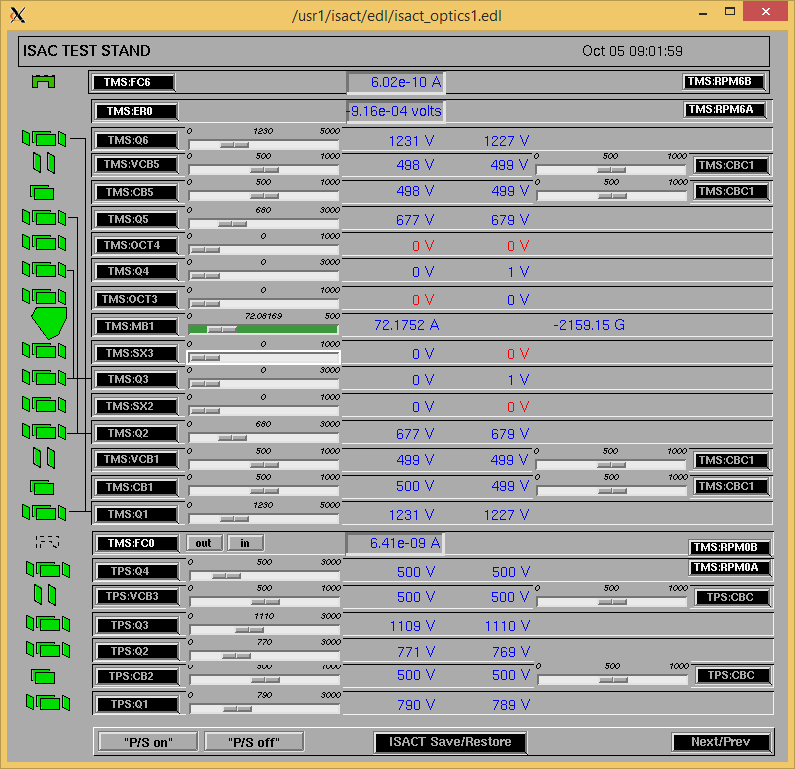 /usr1/isact/edl/isact_optics1.edl
ISAC TEST STAND Oct 05 09:01:59
TMS:FC6 6.02e-10 A TMS:RPM6B
TMS:ER0 -9.16e-04 volts TMS:RPM6A
TMS:Q6 0 1230 5000 1231 V 1227 V
TMS:VCB5 0 500 1000 498 V 499 V 0 500 1000 TMS:CBC1
TMS:CB5 0 500 1000 498 V 499 V 0 500 1000 TMS:CBC1
TMS:Q5 0 680 3000 677 V 679 V
TMS:OCT4 0 0 1000 0 V 0 V
TMS:Q4 0 0 3000 0 V 1 V
TMS:OCT3 0 0 1000 0 V 0 V
TMS:MB1 0 72.08169 500 72.1752 A -2159.15 G
TMS:SX3 0 0 1000 0 V 0 V
TMS:Q3 0 0 3000 0 V 1 V
TMS:SX2 0 0 1000 0 V 0 V
TMS:Q2 0 680 3000 677 V 679 V
TMS:VCB1 0 500 1000 499 V 499 V 0 500 1000 TMS:CBC1
TMS:CB1 0 500 1000 500 V 499 V 0 500 1000 TMS:CBC1
TMS:Q1 0 1230 5000 1231 V 1227 V
TMS:FC0 out in 6.41e-09 A TMS:RPM0B
TPS:Q4 0 500 3000 500 V 500 V TMS:RPM0A
TPS:VCB3 0 500 1000 500 V 500 V 0 500 1000 TPS:CBC
TPS:Q3 0 1110 3000 1109 V 1110 V
TPS:Q2 0 770 3000 771 V 769 V
TPS:CB2 0 500 1000 500 V 500 V 0 500 1000 TPS:CBC
TPS:Q1 0 790 3000 790 V 789 V
"P/S on" "P/S off" ISACT Save/Restore Next/Prev